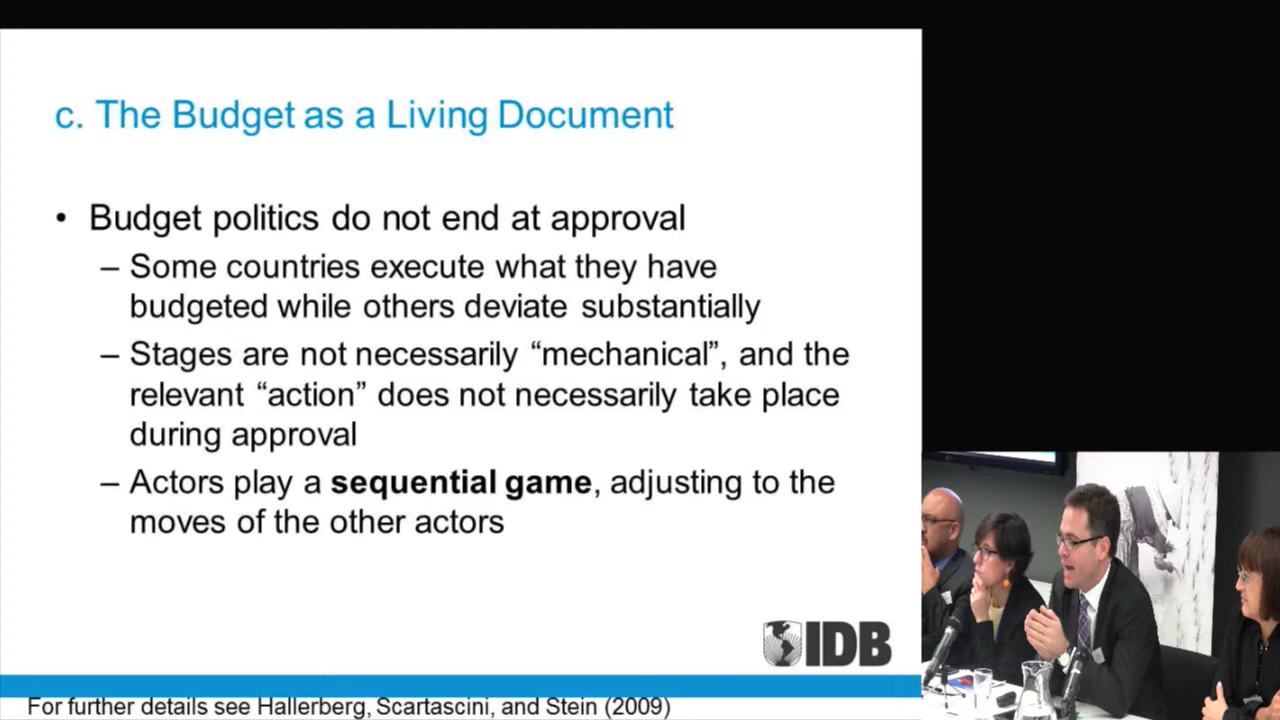 c. The Budget as a Living Document
• Budget politics do not end at approval
– Some countries execute what they have
budgeted while others deviate substantially
– Stages are not necessarily “mechanical”, and the
relevant “action” does not necessarily take place
during approval
– Actors play a sequential game, adjusting to the
moves of the other actors
IDB
For further details see Hallerberg, Scartascini, and Stein (2009)